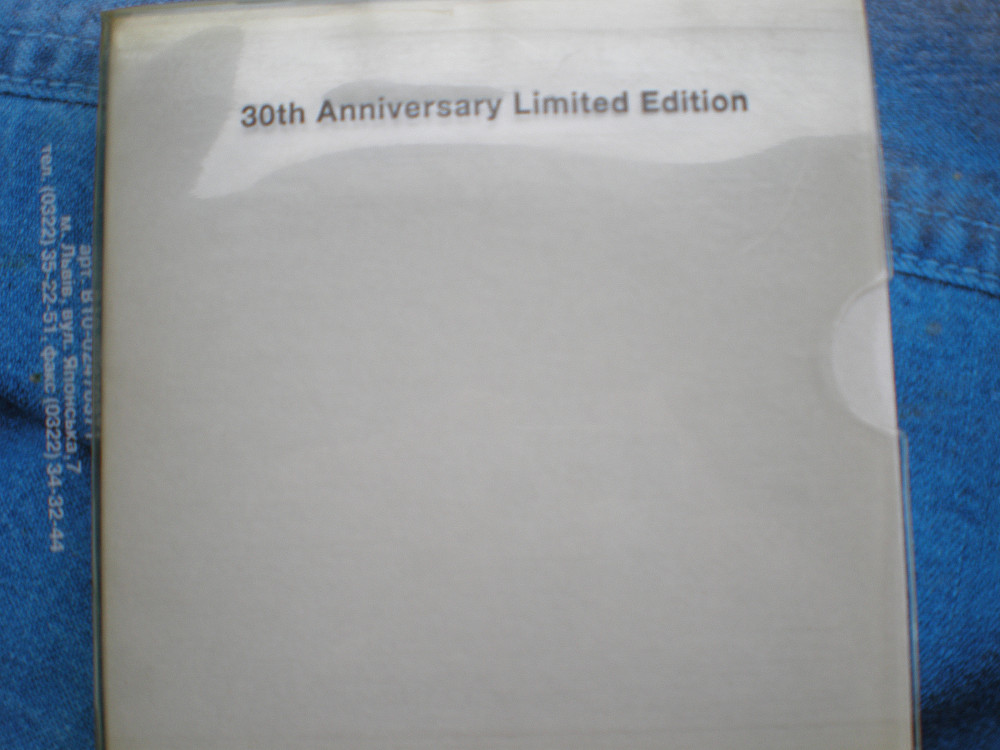 30th Anniversary Limited Edition
м. Львів, вул. Японська,7
тел. (0322) 35-22-51, факс (0322) 34-32-44